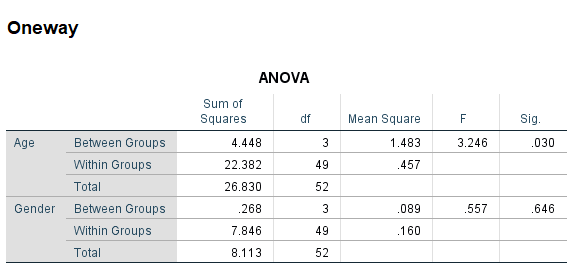 Oneway
ANOVA
Sum of Squares df Mean Square F Sig.
Age Between Groups 4.448 3 1.483 3.246 .030
Within Groups 22.382 49 .457
Total 26.830 52
Gender Between Groups .268 3 .089 .557 .646
Within Groups 7.846 49 .160
Total 8.113 52